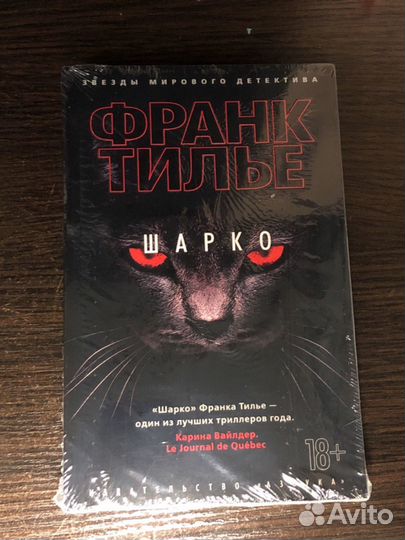 ЗВЕЗДЫ МИРОВОГО ДЕТЕКТИВА
ФРАНК
ТИЛЬЕ
ШАРКО
«Шарко» Франка Тилье —
один из лучших триллеров года.
Карина Вайлдер.
Le Journal de Québec
18+
Avito